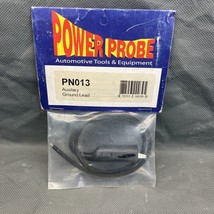 POWER PROBE
Automotive Tools & Equipment
PN013
Auxiliary
Ground Lead